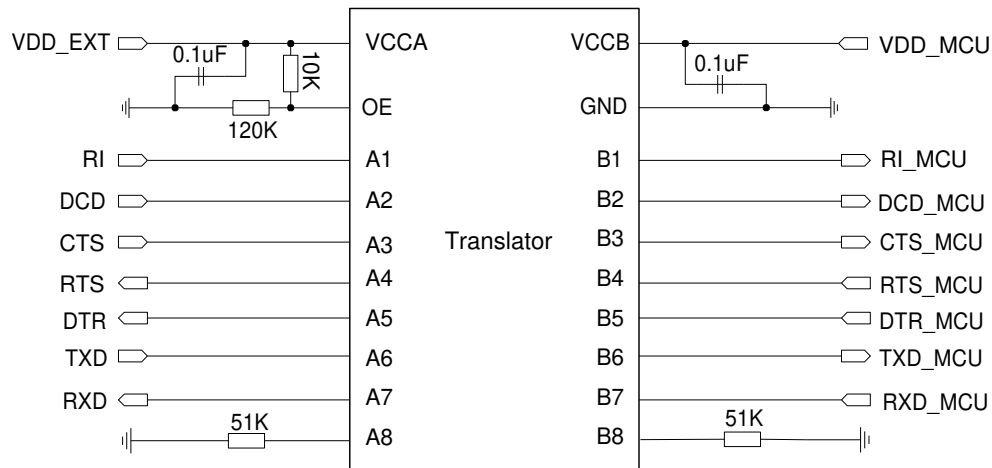 VDD_EXT VCCA VCCB VDD_MCU
0.1uF 10K 0.1uF
OE GND
120K
RI A1 B1 RI_MCU
DCD A2 B2 DCD_MCU
CTS A3 Translator B3 CTS_MCU
RTS A4 B4 RTS_MCU
DTR A5 B5 DTR_MCU
TXD A6 B6 TXD_MCU
RXD A7 B7 RXD_MCU
51K A8 B8 51K